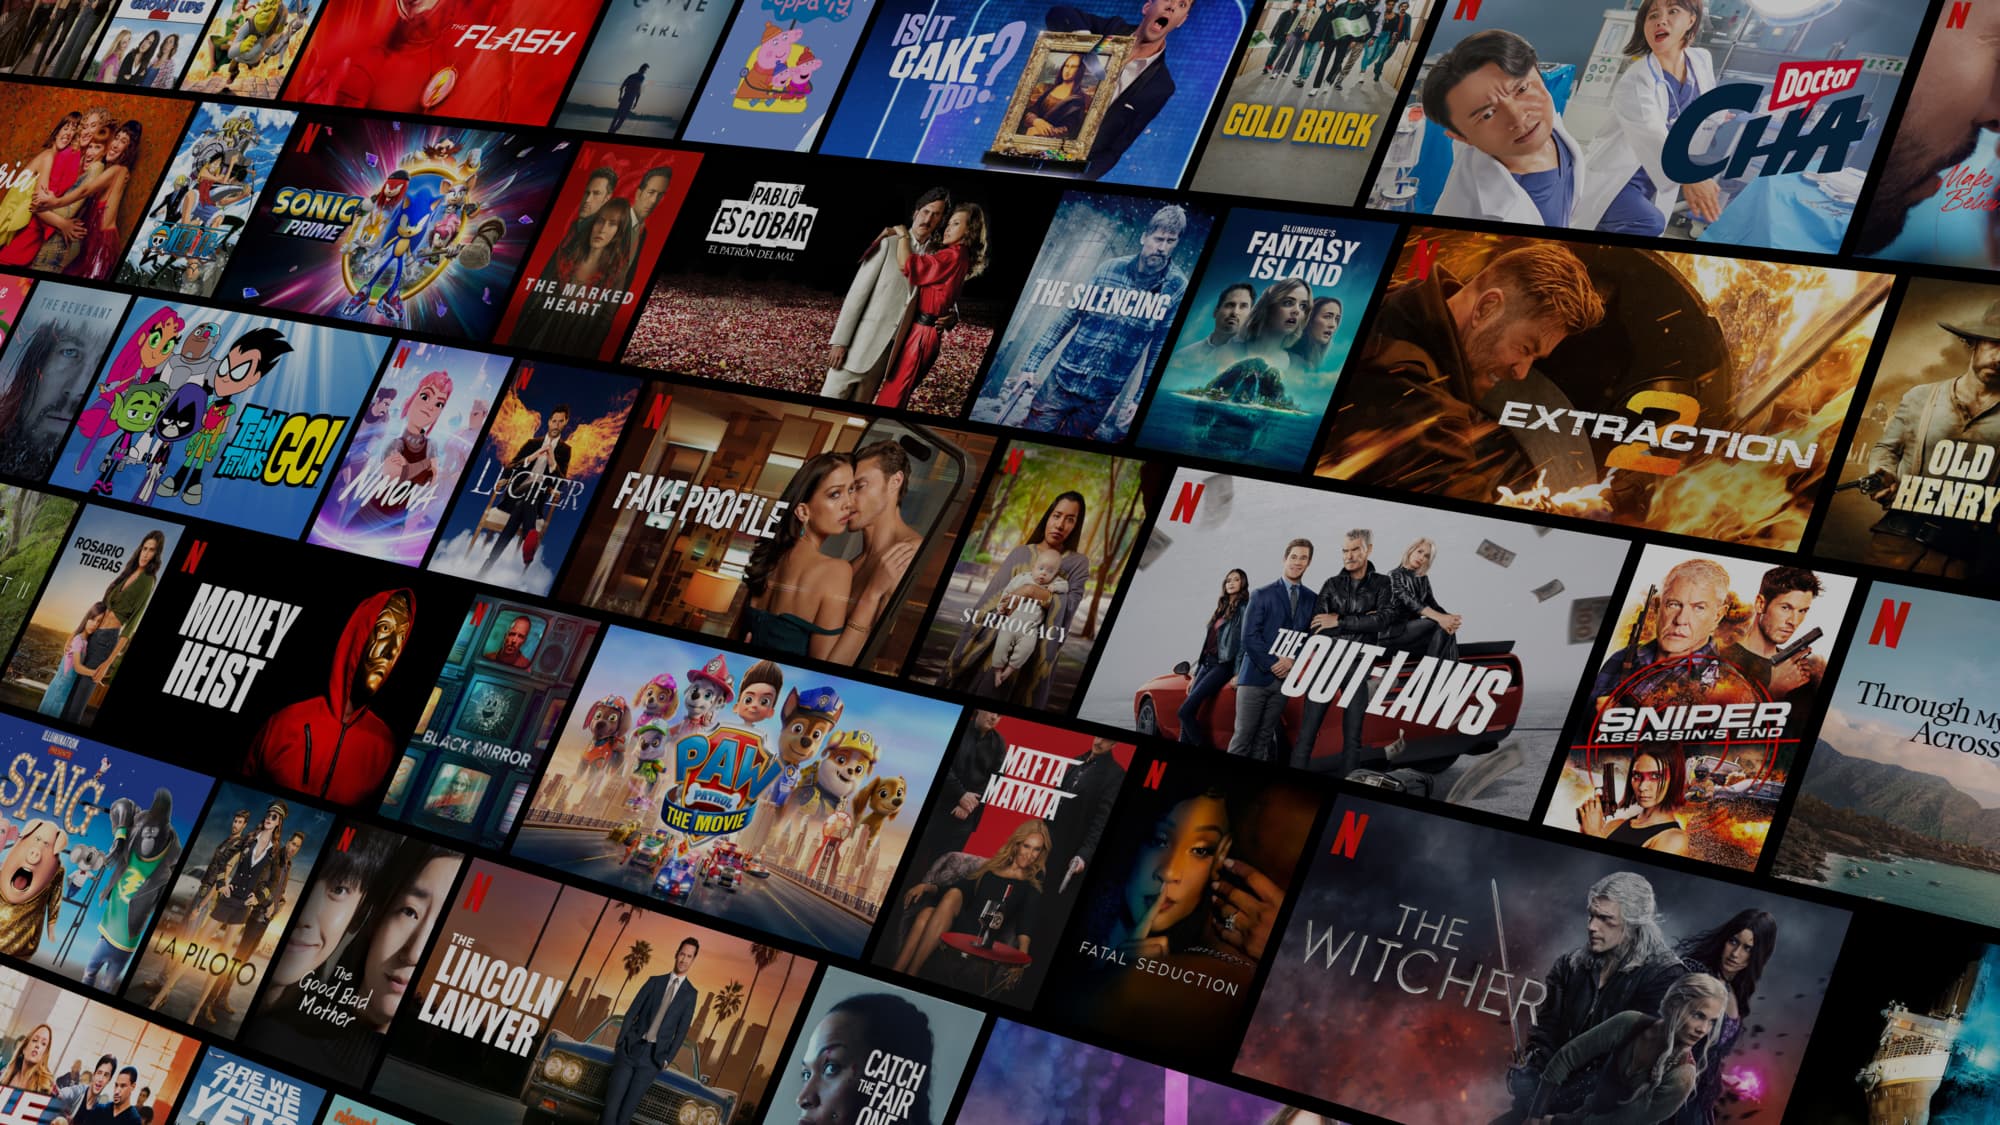 GROWN UPS
2
THE
FLASH
GIRL
Peppa Pig
IS IT
CAKE?
TOO?
GOLD BRICK
N
Doctor
CHA
N
Make
Belie
N
SONIC
PRIME
THE MARKED
HEART
PABLO
ESCOBAR
EL PATRÓN DEL MAL
THE SILENCING
BLUMHOUSE'S
FANTASY
ISLAND
N
EXTRACTION
2
OLD
HENRY
THE REVENANT
TEEN
TITANS
GO!
N
NIMONA
N
LUCIFER
N
FAKE PROFILE
N
THE
SURROGACY
N
THE
OUT-LAWS
SNIPER
ASSASSIN'S END
N
Through My
Across
ROSARIO
TIJERAS
N
MONEY
HEIST
N
BLACK MIRROR
PAW
PATROL
THE MOVIE
MAFIA
MAMMA
N
FATAL SEDUCTION
N
THE
WITCHER
ILLUMINATION
PRESENTS
SING
LA PILOTO
N
The
Good Bad
Mother
N
THE
LINCOLN
LAWYER
CATCH
THE FAIR
ONE
LE
ARE WE
THERE
YET?